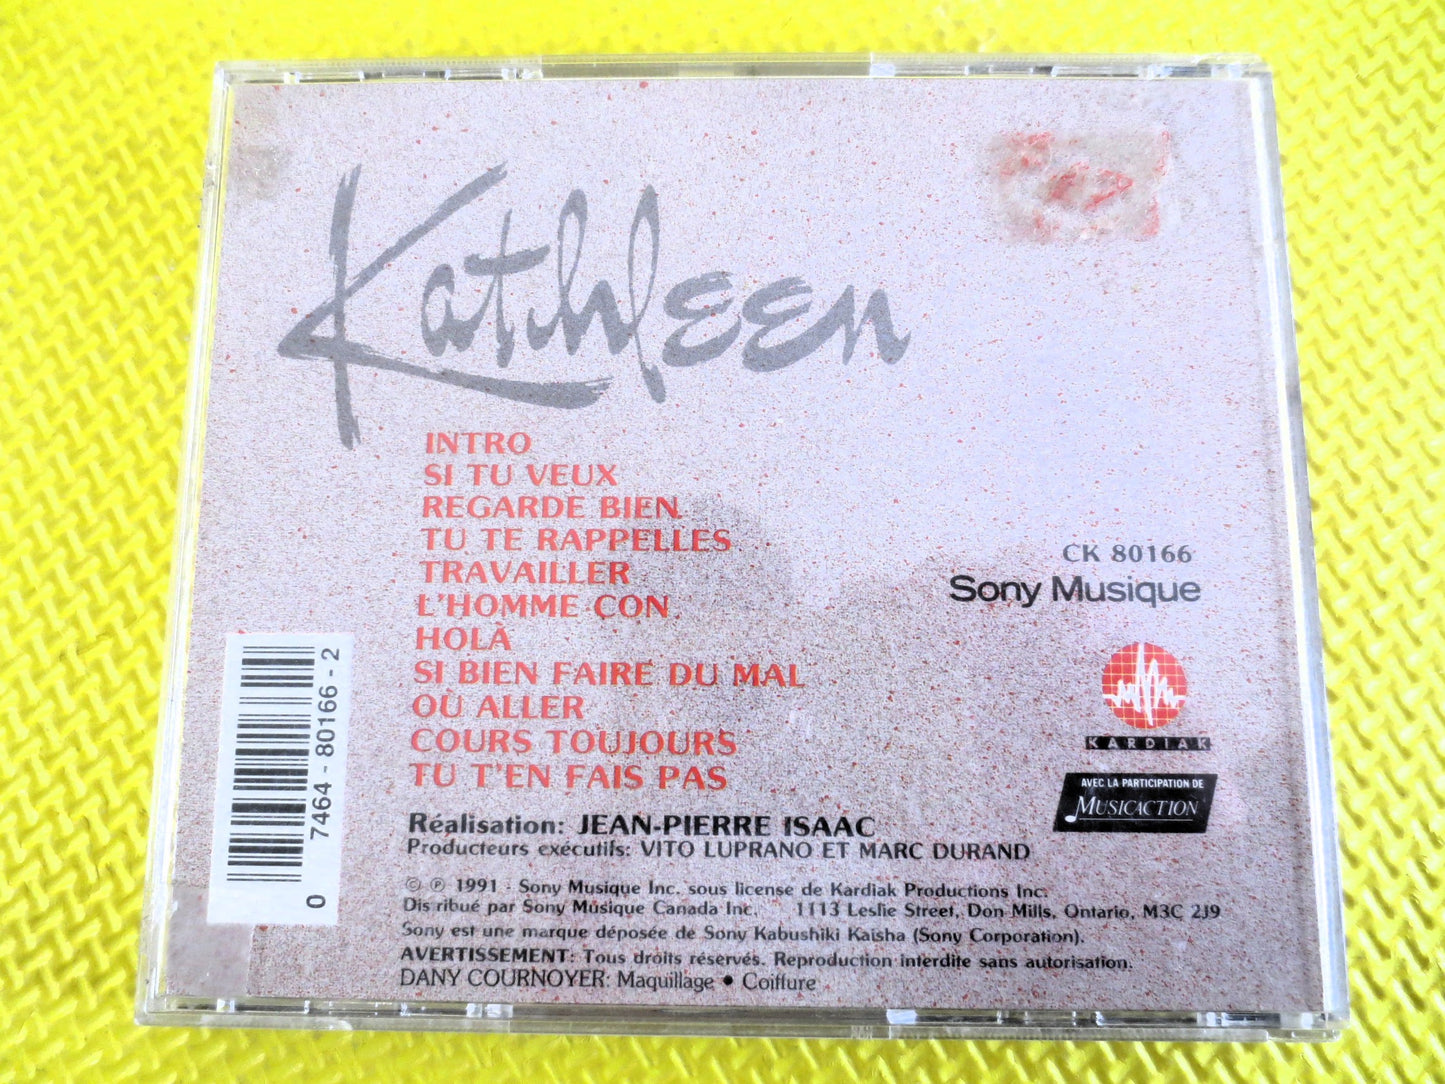 Kathleen
INTRO
SI TU VEUX
REGARDE BIEN
TU TE RAPPELLES
TRAVAILLER
L'HOMME CON
HOLÀ
SI BIEN FAIRE DU MAL
OÙ ALLER
COURS TOUJOURS
TU T'EN FAIS PAS
CK 80166
Sony Musique
KARDIAK
AVEC LA PARTICIPATION DE
MUSICACTION
0 7464-80166-2
Réalisation: JEAN-PIERRE ISAAC
Producteurs exécutifs: VITO LUPRANO ET MARC DURAND
© ℗ 1991 - Sony Musique Inc. sous license de Kardiak Productions Inc.
Dis ribué par Sony Musique Canada Inc. 1113 Leslie Street, Don Mills, Ontario, M3C 2J9
Sony est une marque déposée de Sony Kabushiki Kaisha (Sony Corporation).
AVERTISSEMENT: Tous droits réservés. Reproduction interdite sans autorisation.
DANY COURNOYER: Maquillage • Coiffure